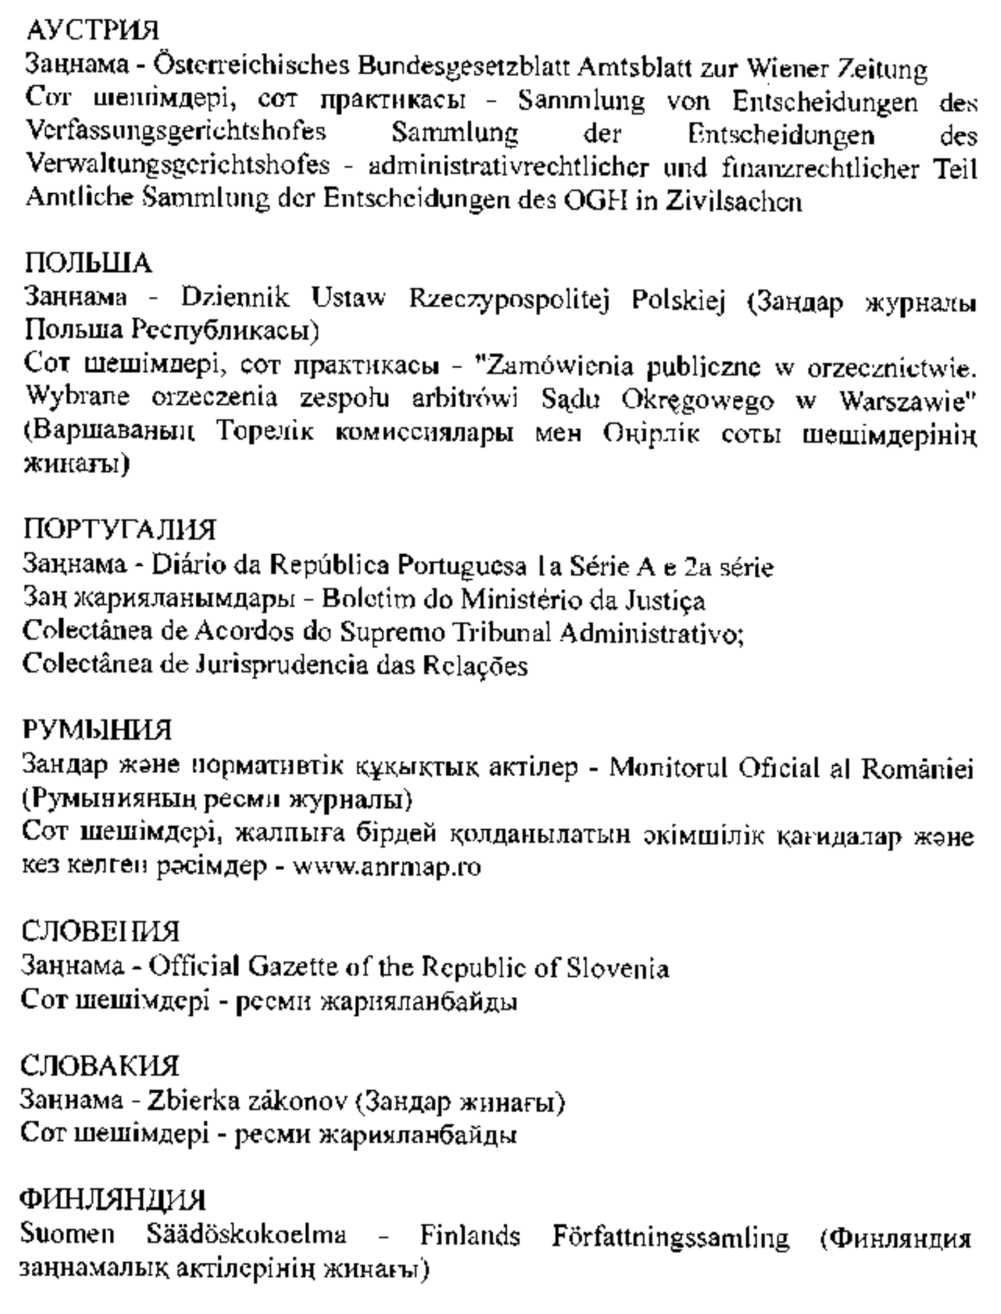 АУСТРИЯ
Заңнама - Österreichisches Bundesgesetzblatt Amtsblatt zur Wiener Zeitung
Сот шешімдері, сот практикасы - Sammlung von Entscheidungen des
Verfassungsgerichtshofes Sammlung der Entscheidungen des
Verwaltungsgerichtshofes - administrativrechtlicher und finanzrechtlicher Teil
Amtliche Sammlung der Entscheidungen des OGH in Zivilsachen
ПОЛЬША
Заннама - Dziennik Ustaw Rzeczypospolitej Polskiej (Заңдар журналы
Польша Республикасы)
Сот шешімдері, сот практикасы - "Zamówienia publiczne w orzecznictwie.
Wybrane orzeczenia zespołu arbitrówi Sądu Okręgowego w Warszawie"
(Варшаваның Төрелік комиссиялары мен Өңірлік соты шешімдерінің
жинағы)
ПОРТУГАЛИЯ
Заңнама - Diário da República Portuguesa 1a Série A e 2a série
Заң жарияланымдары - Boletim do Ministério da Justiça
Colectânea de Acordos do Supremo Tribunal Administrativo;
Colectânea de Jurisprudencia das Relações
РУМЫНИЯ
Заңдар және нормативтік құқықтық актілер - Monitorul Oficial al României
(Румынияның ресми журналы)
Сот шешімдері, жалпыға бірдей қолданылатын әкімшілік қағидалар және
кез келген рәсімдер - www.anrmap.ro
СЛОВЕНИЯ
Заңнама - Official Gazette of the Republic of Slovenia
Сот шешімдері - ресми жарияланбайды
СЛОВАКИЯ
Заңнама - Zbierka zákonov (Заңдар жинағы)
Сот шешімдері - ресми жарияланбайды
ФИНЛЯНДИЯ
Suomen Säädöskokoelma - Finlands Författningssamling (Финляндия
заңнамалық актілерінің жинағы)